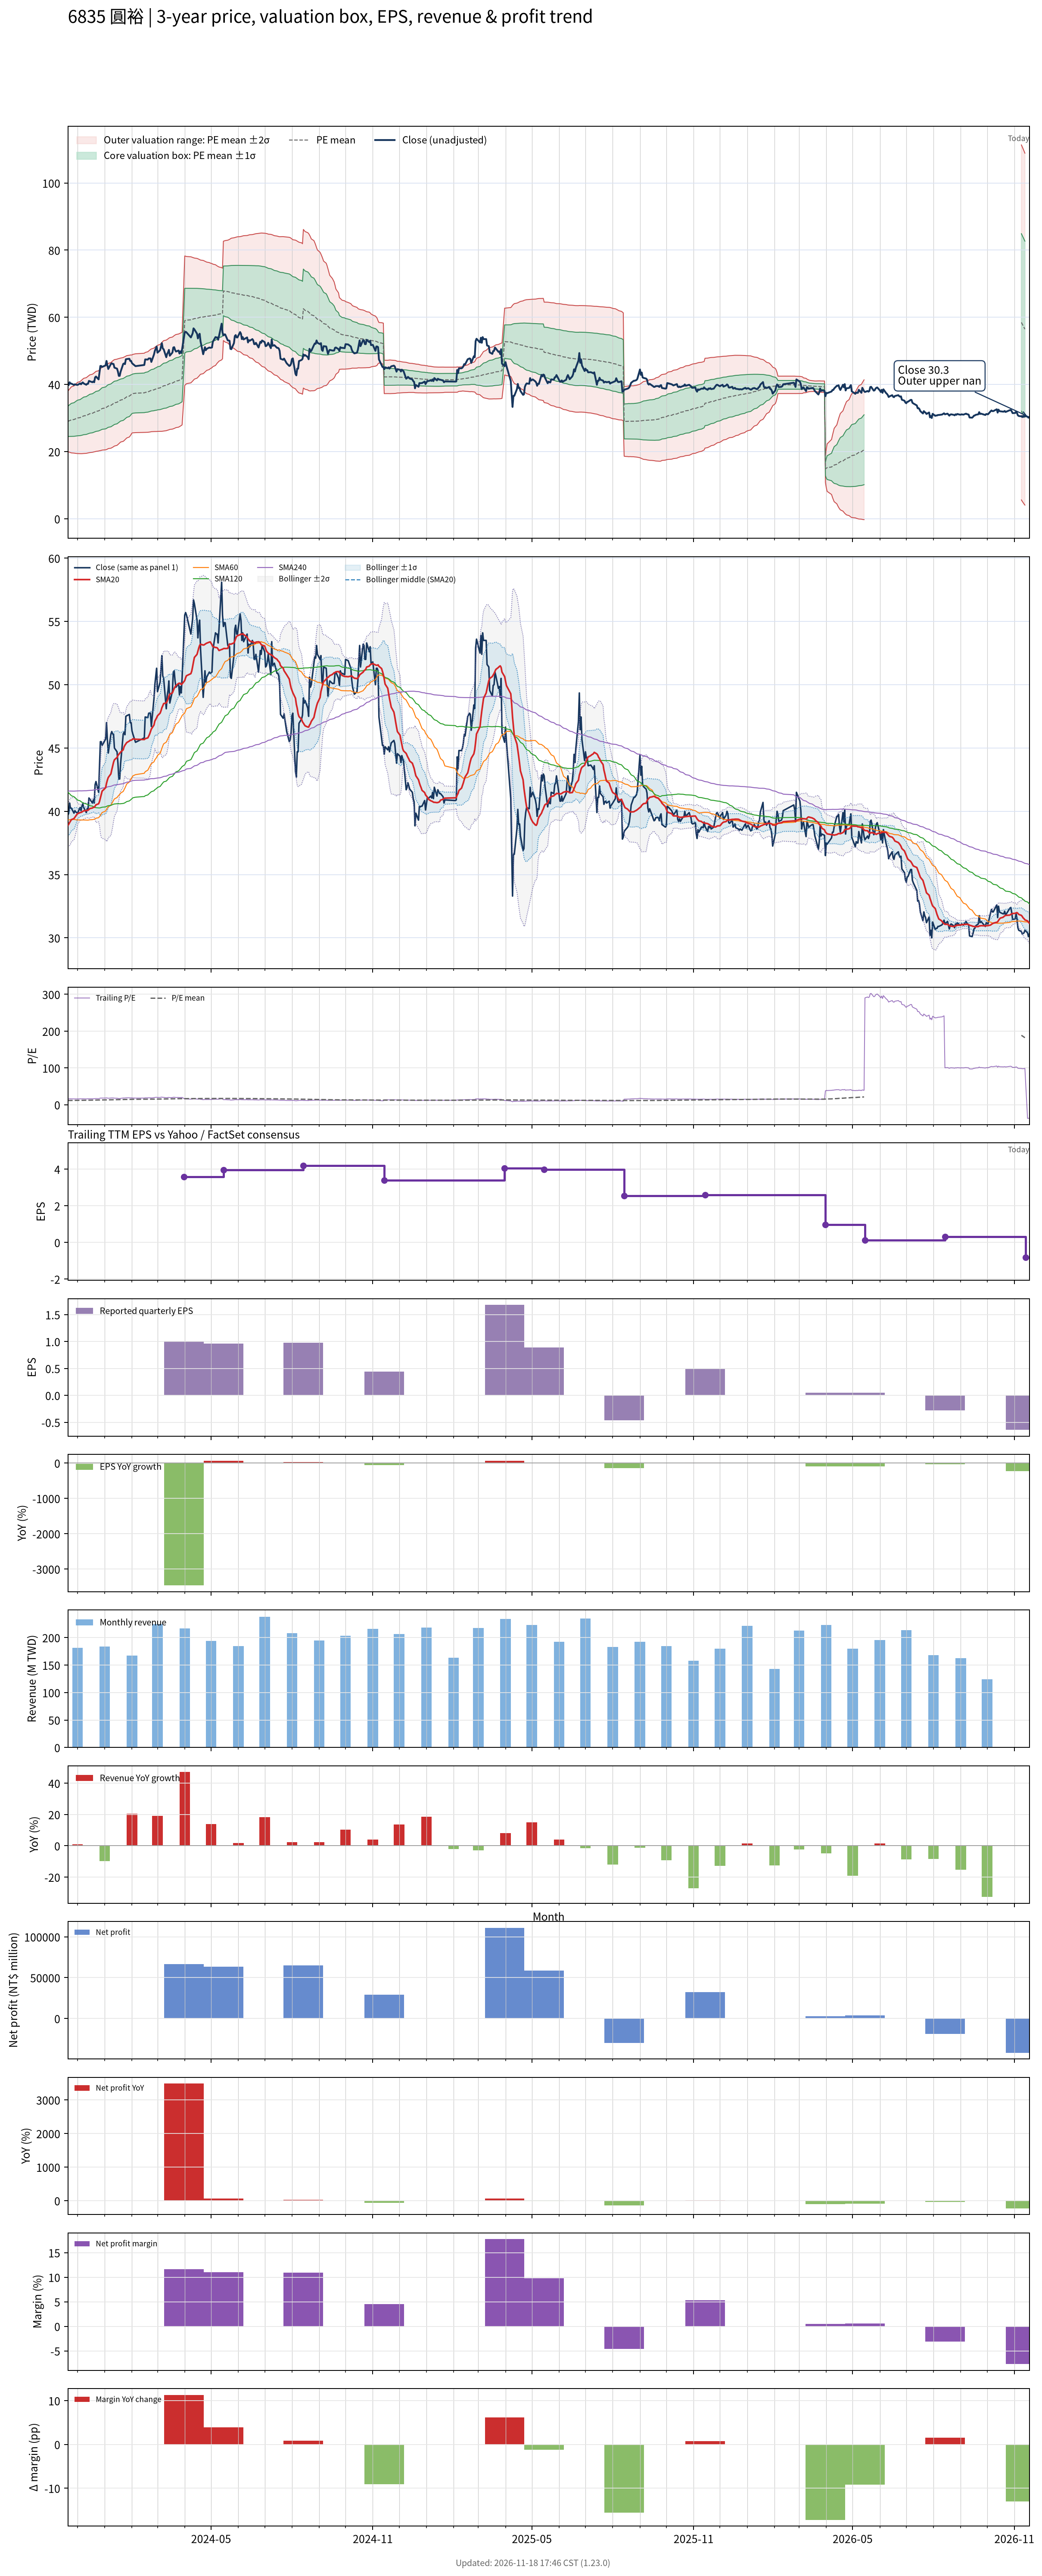 6835 圓裕 | 3-year price, valuation box, EPS, revenue & profit trend
Outer valuation range: PE mean ±2σ
Core valuation box: PE mean ±1σ
PE mean
Close (unadjusted)
Today
100
80
60
40
20
0
Price (TWD)
Close 30.3
Outer upper nan
Close (same as panel 1)
SMA20
SMA60
SMA120
SMA240
Bollinger ±2σ
Bollinger ±1σ
Bollinger middle (SMA20)
60
55
50
45
40
35
30
Price
Trailing P/E
P/E mean
300
200
100
0
P/E
Trailing TTM EPS vs Yahoo / FactSet consensus
Today
4
2
0
-2
EPS
Reported quarterly EPS
1.5
1.0
0.5
0.0
-0.5
EPS
EPS YoY growth
0
-1000
-2000
-3000
YoY (%)
Monthly revenue
200
150
100
50
0
Revenue (M TWD)
Revenue YoY growth
40
20
0
-20
YoY (%)
Month
Net profit
100000
50000
0
Net profit (NT$ million)
Net profit YoY
3000
2000
1000
0
YoY (%)
Net profit margin
15
10
5
0
-5
Margin (%)
Margin YoY change
10
0
-10
Δ margin (pp)
2024-05
2024-11
2025-05
2025-11
2026-05
2026-11
Updated: 2026-11-18 17:46 CST (1.23.0)